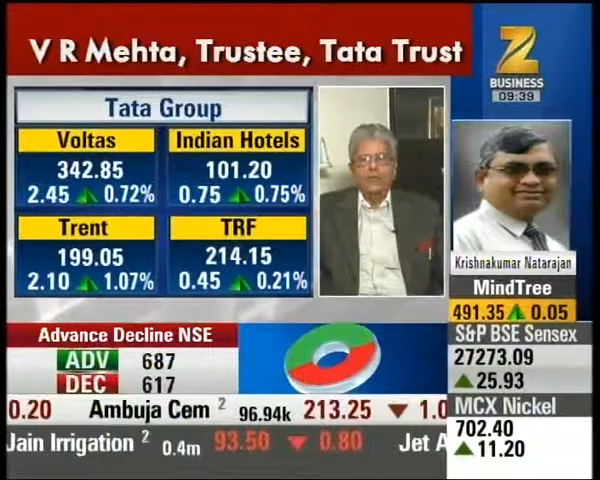 V R Mehta, Trustee, Tata Trust
Z
BUSINESS
09:39
Tata Group
Voltas
342.85
2.45 ▲ 0.72%
Indian Hotels
101.20
0.75 ▲ 0.75%
Trent
199.05
2.10 ▲ 1.07%
TRF
214.15
0.45 ▲ 0.21%
Krishnakumar Natarajan
MindTree
491.35 ▲ 0.05
Advance Decline NSE
ADV 687
DEC 617
S&P BSE Sensex
27273.09
▲ 25.93
MCX Nickel
702.40
▲ 11.20
0.20 Ambuja Cem 2 96.94k 213.25 ▼ 1.0
Jain Irrigation 2 0.4m 93.50 ▼ 0.80 Jet A